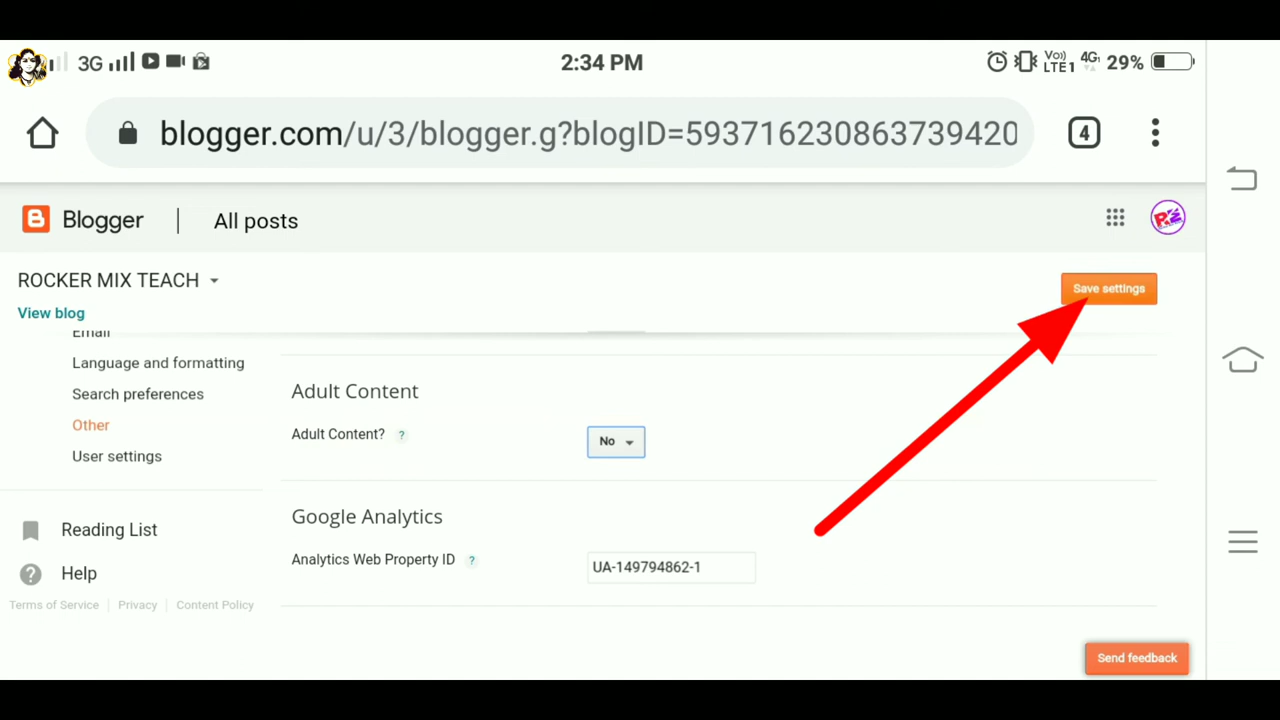 3G 2:34 PM Vo)) LTE1 4G 29%
blogger.com/u/3/blogger.g?blogID=593716230863739420 4
Blogger | All posts
ROCKER MIX TEACH
Save settings
View blog
Email
Language and formatting
Search preferences
Other
User settings
Reading List
Help
Terms of Service | Privacy | Content Policy
Adult Content
Adult Content? ? No
Google Analytics
Analytics Web Property ID ? UA-149794862-1
Send feedback